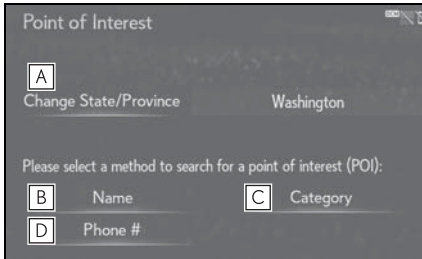 Point of Interest
DCM
A
Change State/Province Washington
Please select a method to search for a point of interest (POI):
B Name C Category
D Phone #